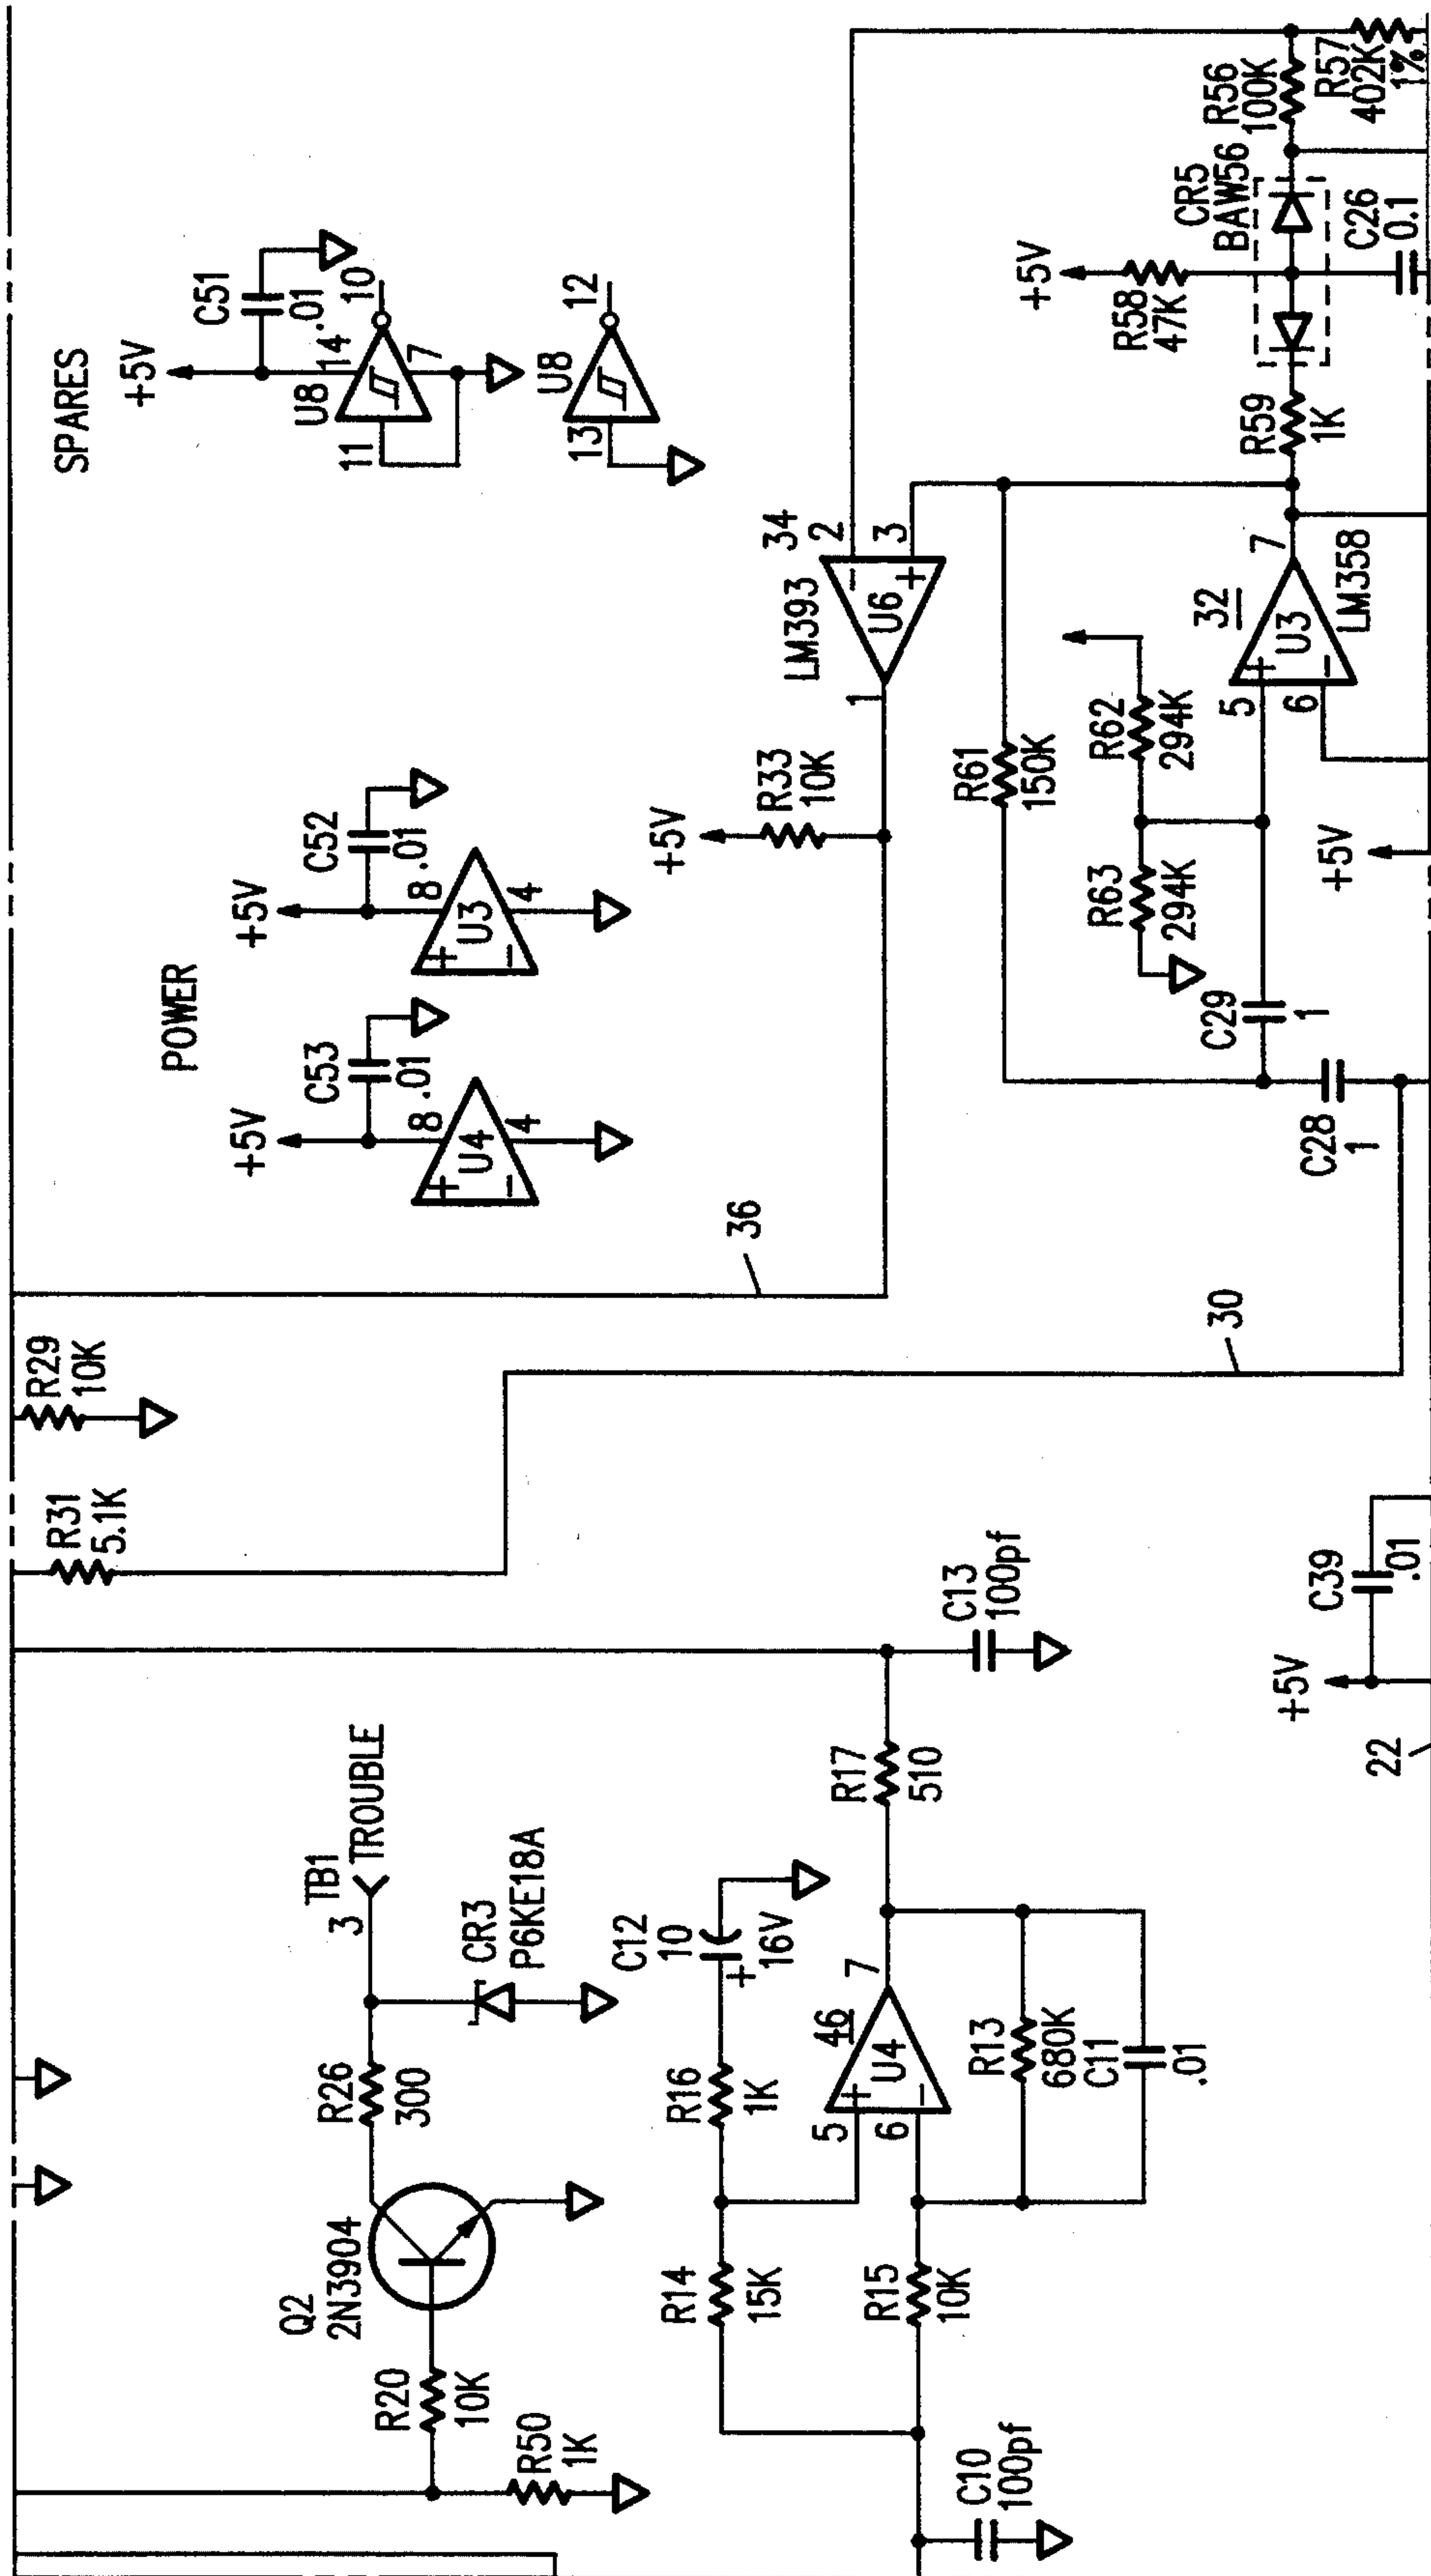 SPARES
+5V
C51
.01
14
U8
11
10
7
U8
13
12
POWER
+5V
C52
.01
8
U3
4
+5V
C53
.01
8
U4
4
R29
10K
R31
5.1K
TB1
3
TROUBLE
CR3
P6KE18A
R26
300
Q2
2N3904
R20
10K
R50
1K
36
+5V
R33
10K
LM393
34
2
3
U6
1
R56
100K
R57
402K
1%
CR5
BAW56
C26
0.1
+5V
R58
47K
R59
1K
R61
150K
R62
294K
R63
294K
32
U3
5
6
7
LM358
+5V
C29
1
C28
1
30
C39
.01
+5V
22
C13
100pf
R17
510
C12
10
16V
+
R16
1K
46
U4
5
6
7
R13
680K
C11
.01
R14
15K
R15
10K
C10
100pf